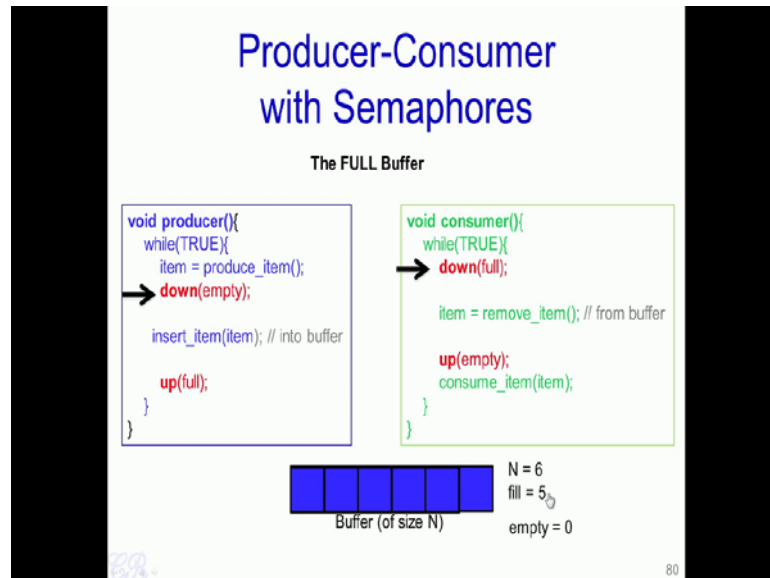 Producer-Consumer
with Semaphores
The FULL Buffer
void producer(){
while(TRUE){
item = produce_item();
down(empty);
insert_item(item); // into buffer
up(full);
}
}
void consumer(){
while(TRUE){
down(full);
item = remove_item(); // from buffer
up(empty);
consume_item(item);
}
}
N = 6
fill = 5
Buffer (of size N)
empty = 0
80